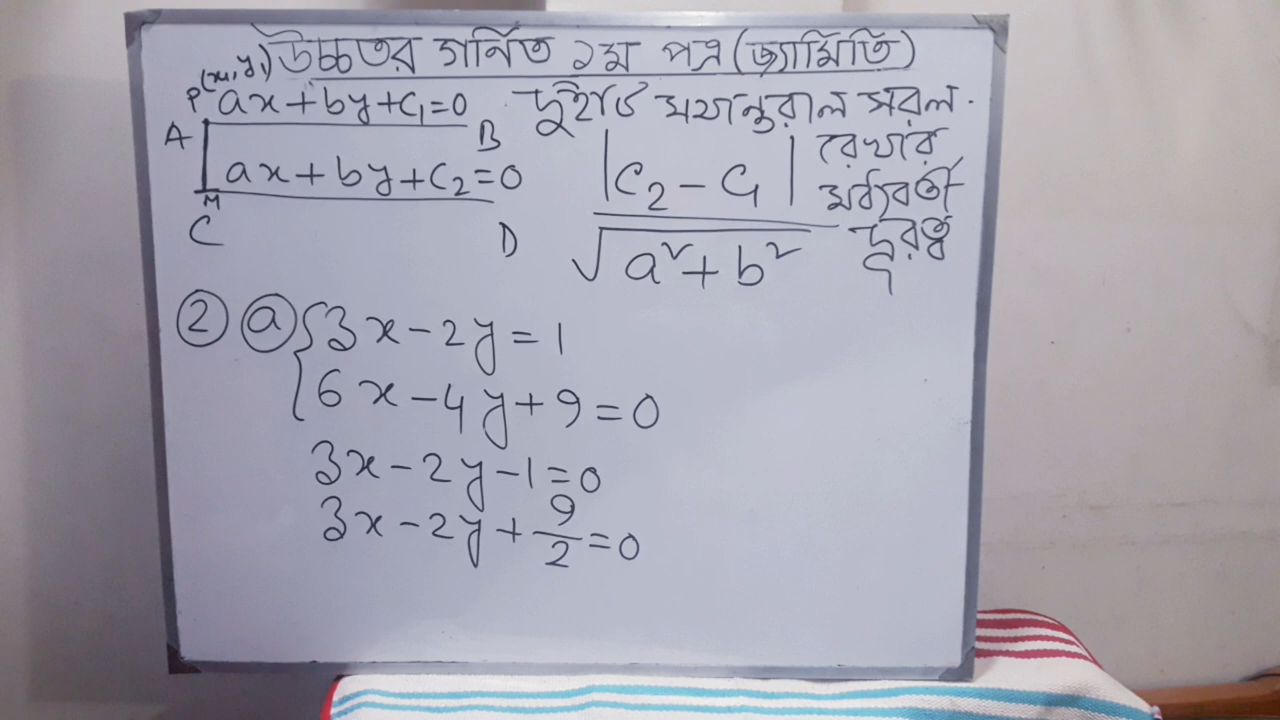 উচ্চতর গনিত ১ম পত্র (জ্যামিতি)
P(x₁, y₁)
ax + by + c₁ = 0
দুইটি সমান্তরাল সরল
A B
রেখার
ax + by + c₂ = 0
|c₂ - c₁|
মধ্যবর্তী
M
C D
√a² + b²
দূরত্ব
② ⓐ { 3x - 2y = 1
6x - 4y + 9 = 0
3x - 2y - 1 = 0
3x - 2y + 9/2 = 0